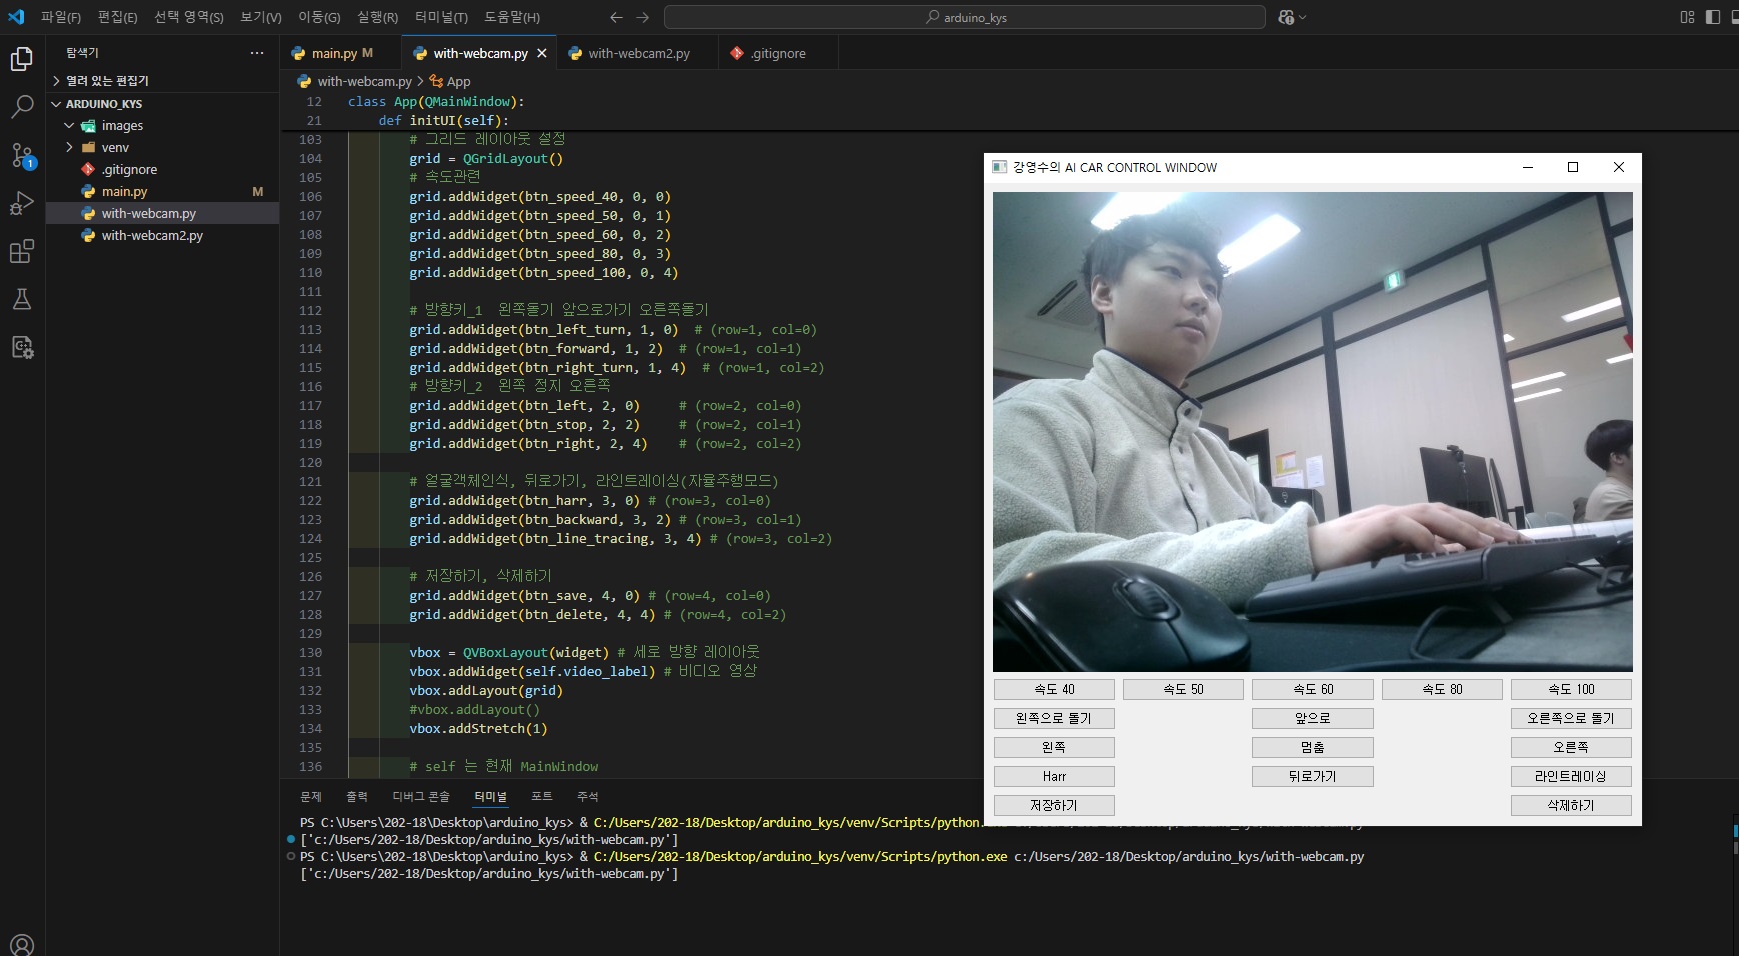 파일(F) 편집(E) 선택 영역(S) 보기(V) 이동(G) 실행(R) 터미널(T) 도움말(H)
arduino_kys
탐색기
열려 있는 편집기
ARDUINO_KYS
images
venv
.gitignore
main.py M
with-webcam.py
with-webcam2.py
1
main.py M with-webcam.py with-webcam2.py .gitignore
with-webcam.py > App
12 class App(QMainWindow):
21 def initUI(self):
103 # 그리드 레이아웃 설정
104 grid = QGridLayout()
105 # 속도관련
106 grid.addWidget(btn_speed_40, 0, 0)
107 grid.addWidget(btn_speed_50, 0, 1)
108 grid.addWidget(btn_speed_60, 0, 2)
109 grid.addWidget(btn_speed_80, 0, 3)
110 grid.addWidget(btn_speed_100, 0, 4)
111
112 # 방향키_1 왼쪽돌기 앞으로가기 오른쪽돌기
113 grid.addWidget(btn_left_turn, 1, 0) # (row=1, col=0)
114 grid.addWidget(btn_forward, 1, 2) # (row=1, col=1)
115 grid.addWidget(btn_right_turn, 1, 4) # (row=1, col=2)
116 # 방향키_2 왼쪽 정지 오른쪽
117 grid.addWidget(btn_left, 2, 0) # (row=2, col=0)
118 grid.addWidget(btn_stop, 2, 2) # (row=2, col=1)
119 grid.addWidget(btn_right, 2, 4) # (row=2, col=2)
120
121 # 얼굴객체인식, 뒤로가기, 라인트레이싱(자율주행모드)
122 grid.addWidget(btn_harr, 3, 0) # (row=3, col=0)
123 grid.addWidget(btn_backward, 3, 2) # (row=3, col=1)
124 grid.addWidget(btn_line_tracing, 3, 4) # (row=3, col=2)
125
126 # 저장하기, 삭제하기
127 grid.addWidget(btn_save, 4, 0) # (row=4, col=0)
128 grid.addWidget(btn_delete, 4, 4) # (row=4, col=2)
129
130 vbox = QVBoxLayout(widget) # 세로 방향 레이아웃
131 vbox.addWidget(self.video_label) # 비디오 영상
132 vbox.addLayout(grid)
133 #vbox.addLayout()
134 vbox.addStretch(1)
135
136 # self 는 현재 MainWindow
강영수의 AI CAR CONTROL WINDOW
속도 40 속도 50 속도 60 속도 80 속도 100
왼쪽으로 돌기 앞으로 오른쪽으로 돌기
왼쪽 멈춤 오른쪽
Harr 뒤로가기 라인트레이싱
저장하기 삭제하기
문제 출력 디버그 콘솔 터미널 포트 주석
PS C:\Users\202-18\Desktop\arduino_kys> & C:/Users/202-18/Desktop/arduino_kys/venv/Scripts/python.
['c:/Users/202-18/Desktop/arduino_kys/with-webcam.py']
PS C:\Users\202-18\Desktop\arduino_kys> & C:/Users/202-18/Desktop/arduino_kys/venv/Scripts/python.exe c:/Users/202-18/Desktop/arduino_kys/with-webcam.py
['c:/Users/202-18/Desktop/arduino_kys/with-webcam.py']